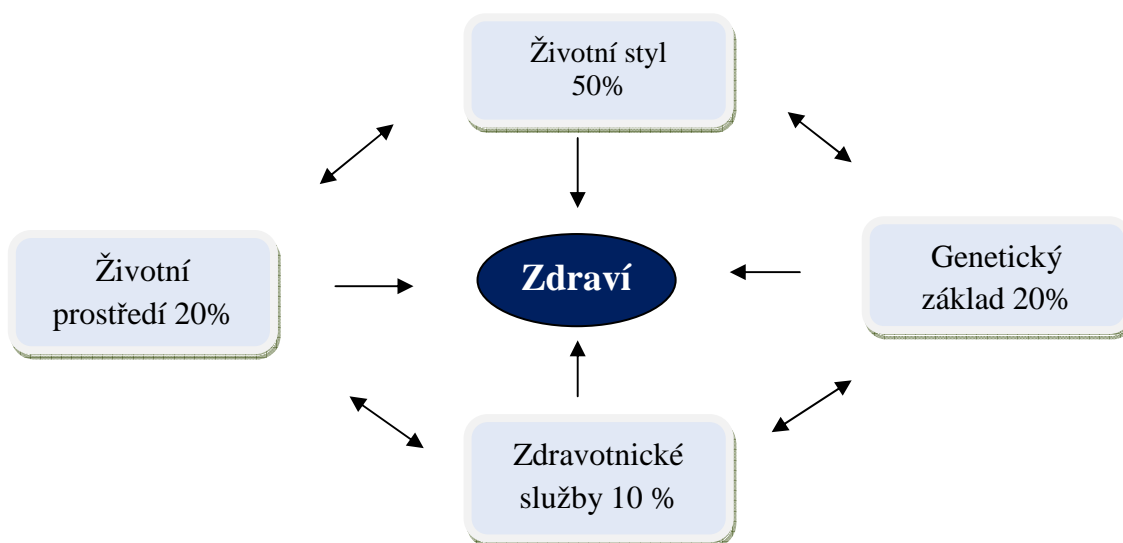 Životní styl
50%
Životní
prostředí 20%
Zdraví
Genetický
základ 20%
Zdravotnické
služby 10 %